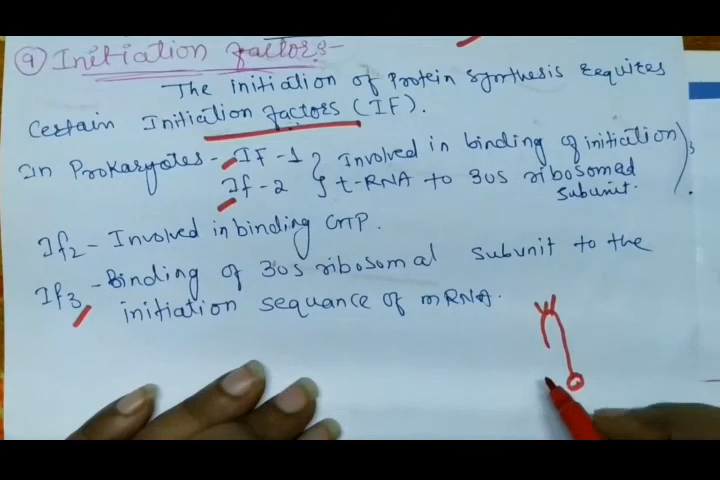 9 Initiation factors:-
The initiation of Protein Synthesis requires
Certain Initiation factors (IF).
In Prokaryotes - IF-1 } Involved in binding of initiation
If-2 } t-RNA to 30s ribosomal
subunit.
If2 - Involved in binding GTP.
If3 - Binding of 30s ribosomal subunit to the
initiation sequance of mRNA.